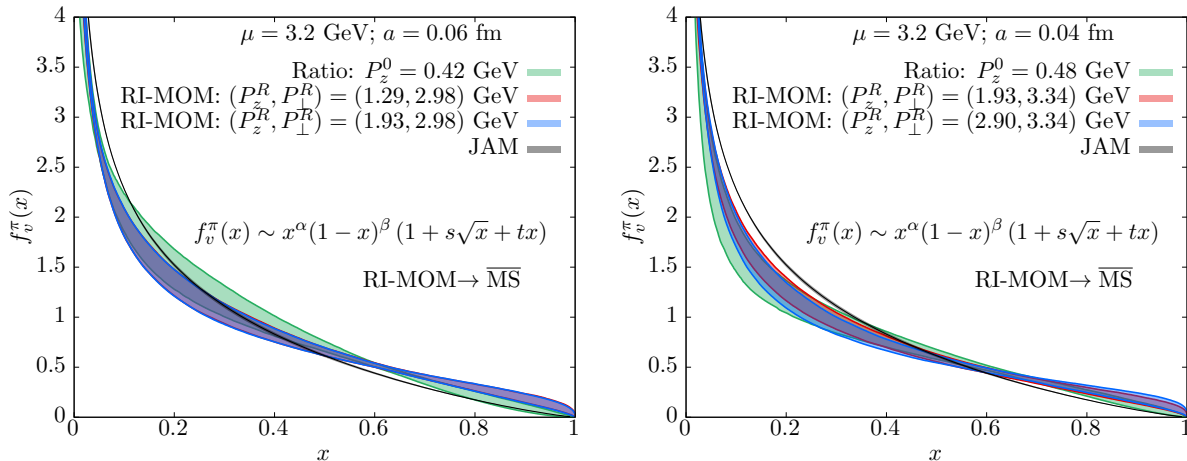 μ = 3.2 GeV; a = 0.06 fm
Ratio: P_z^0 = 0.42 GeV
RI-MOM: (P_z^R, P_⊥^R) = (1.29, 2.98) GeV
RI-MOM: (P_z^R, P_⊥^R) = (1.93, 2.98) GeV
JAM
f_v^π(x) ∼ x^α(1 − x)^β (1 + s√x + tx)
RI-MOM→ \overline{MS}
f_v^π(x)
4
3.5
3
2.5
2
1.5
1
0.5
0
0 0.2 0.4 0.6 0.8 1
x
μ = 3.2 GeV; a = 0.04 fm
Ratio: P_z^0 = 0.48 GeV
RI-MOM: (P_z^R, P_⊥^R) = (1.93, 3.34) GeV
RI-MOM: (P_z^R, P_⊥^R) = (2.90, 3.34) GeV
JAM
f_v^π(x) ∼ x^α(1 − x)^β (1 + s√x + tx)
RI-MOM→ \overline{MS}
f_v^π(x)
4
3.5
3
2.5
2
1.5
1
0.5
0
0 0.2 0.4 0.6 0.8 1
x